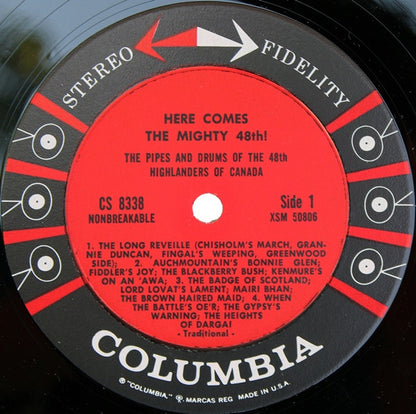 STEREO FIDELITY
HERE COMES
THE MIGHTY 48th!
THE PIPES AND DRUMS OF THE 48th
HIGHLANDERS OF CANADA
CS 8338
NONBREAKABLE
Side 1
XSM 50806
1. THE LONG REVEILLE (CHISHOLM'S MARCH, GRAN-
NIE DUNCAN, FINGAL'S WEEPING, GREENWOOD
SIDE); 2. AUCHMOUNTAIN'S BONNIE GLEN;
FIDDLER'S JOY; THE BLACKBERRY BUSH; KENMURE'S
ON AN 'AWA; 3. THE BADGE OF SCOTLAND;
LORD LOVAT'S LAMENT; MAIRI BHAN;
THE BROWN HAIRED MAID; 4. WHEN
THE BATTLE'S OE'R; THE GYPSY'S
WARNING; THE HEIGHTS
OF DARGAI
- Traditional -
COLUMBIA
® "COLUMBIA," Ⓟ MARCAS REG. MADE IN U.S.A.